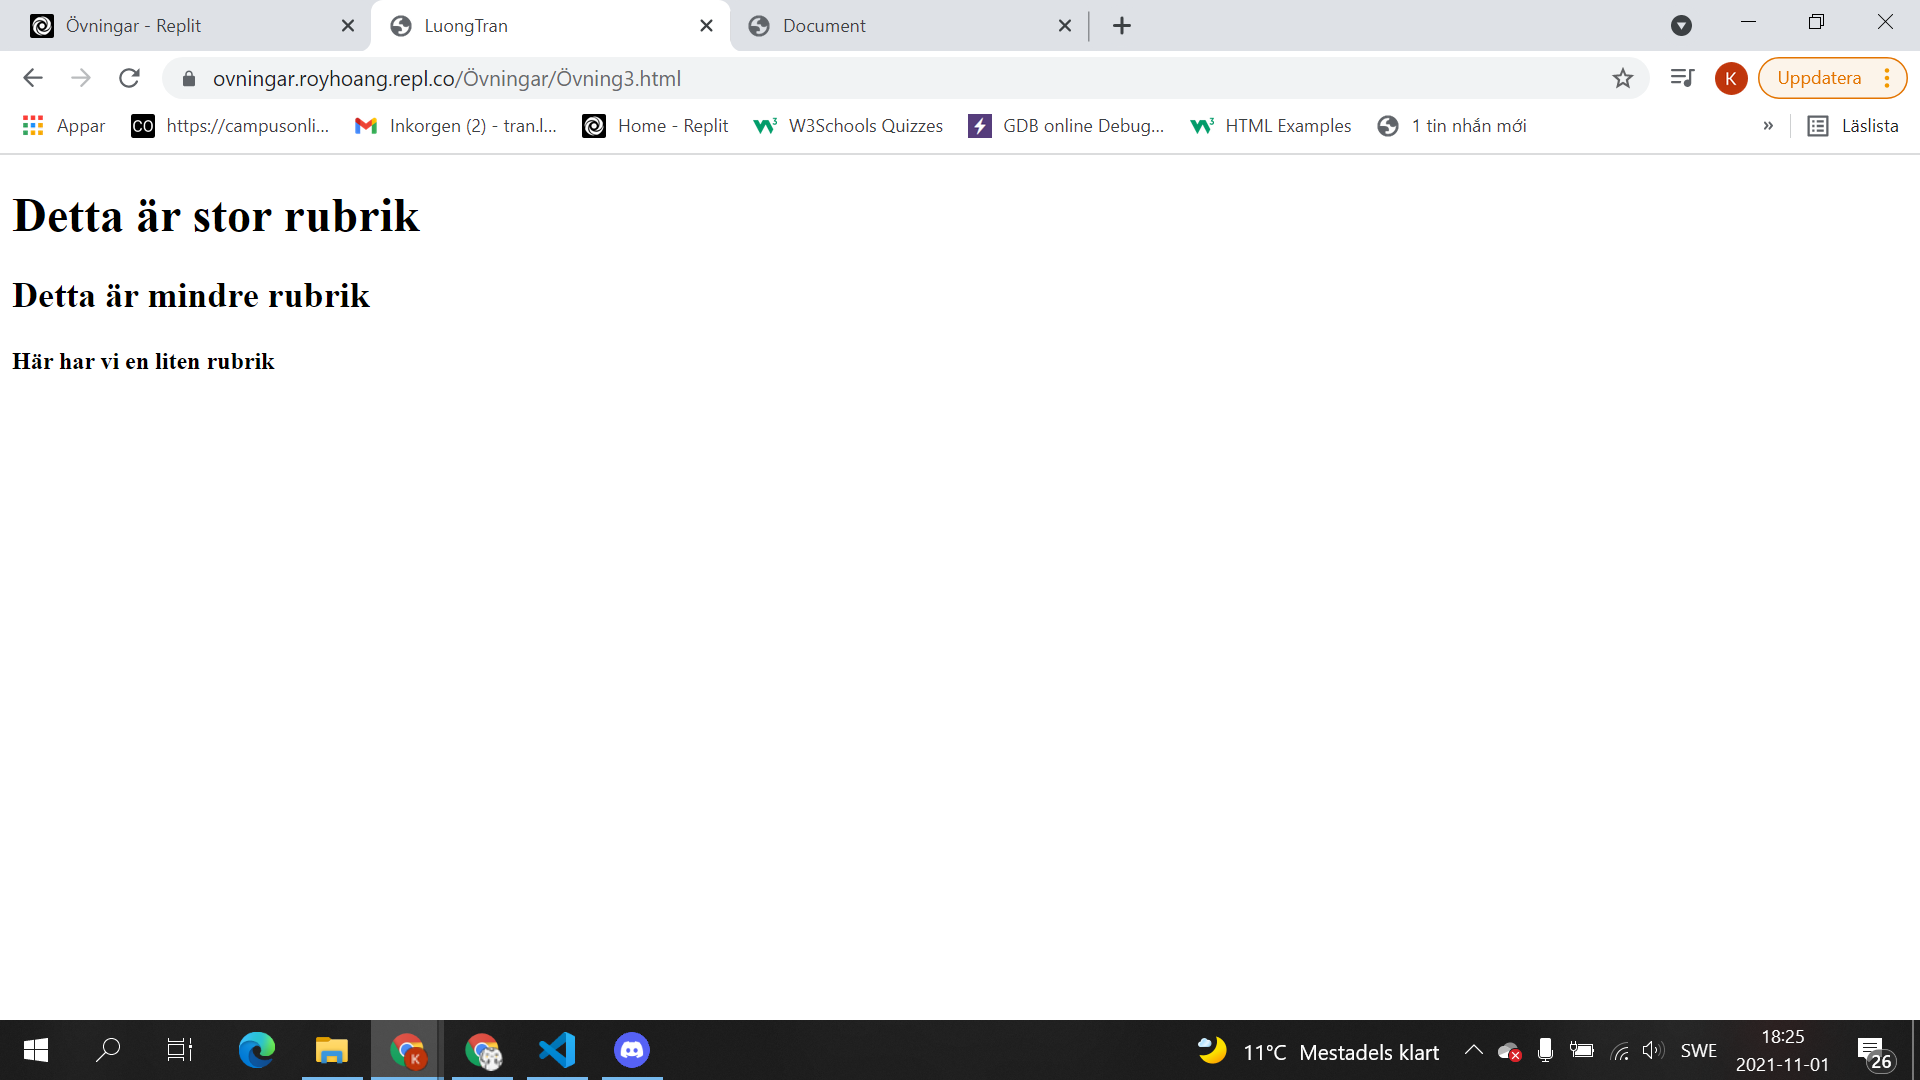 Övningar - Replit
LuongTran
Document
ovningar.royhoang.repl.co/Övningar/Övning3.html
K
Uppdatera
Appar
CO
https://campusonli...
Inkorgen (2) - tran.l...
Home - Replit
W3Schools Quizzes
GDB online Debug...
HTML Examples
1 tin nhắn mới
»
Läslista
Detta är stor rubrik
Detta är mindre rubrik
Här har vi en liten rubrik
K
11°C Mestadels klart
SWE
18:25
2021-11-01
26